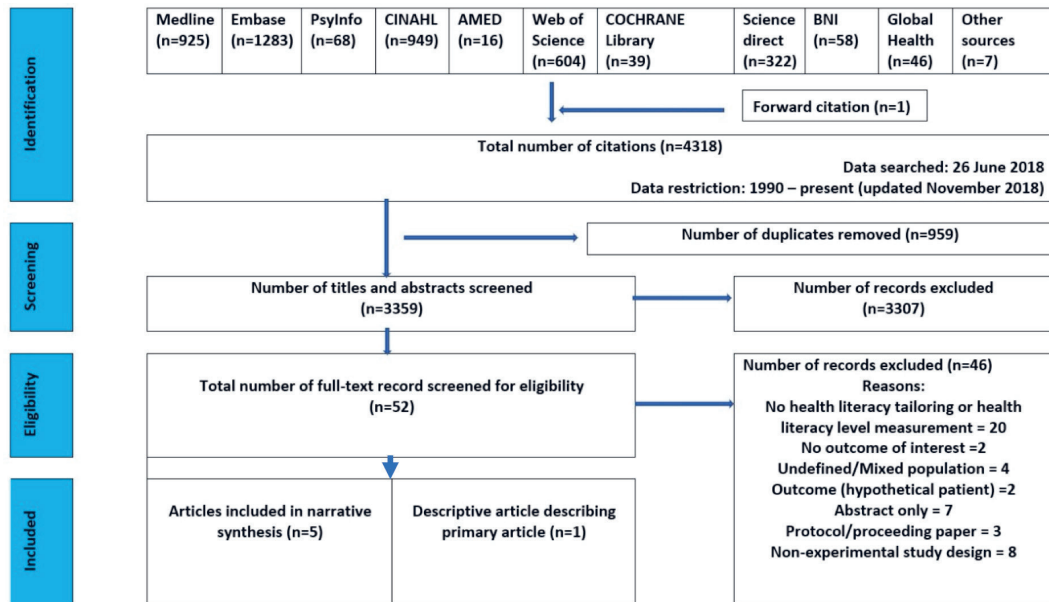 Identification
Medline
(n=925)
Embase
(n=1283)
PsyInfo
(n=68)
CINAHL
(n=949)
AMED
(n=16)
Web of
Science
(n=604)
COCHRANE
Library
(n=39)
Science
direct
(n=322)
BNI
(n=58)
Global
Health
(n=46)
Other
sources
(n=7)
Forward citation (n=1)
Total number of citations (n=4318)
Data searched: 26 June 2018
Data restriction: 1990 – present (updated November 2018)
Screening
Number of duplicates removed (n=959)
Number of titles and abstracts screened
(n=3359)
Number of records excluded
(n=3307)
Eligibility
Total number of full-text record screened for eligibility
(n=52)
Number of records excluded (n=46)
Reasons:
No health literacy tailoring or health
literacy level measurement = 20
No outcome of interest =2
Undefined/Mixed population = 4
Outcome (hypothetical patient) =2
Abstract only = 7
Protocol/proceeding paper = 3
Non-experimental study design = 8
Included
Articles included in narrative
synthesis (n=5)
Descriptive article describing
primary article (n=1)